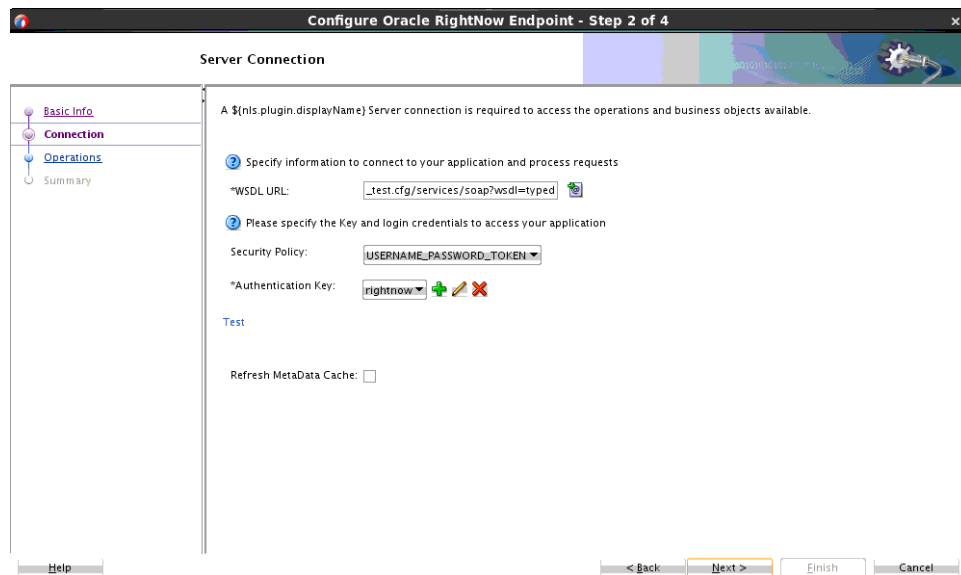 Configure Oracle RightNow Endpoint - Step 2 of 4
Server Connection
Basic Info
Connection
Operations
Summary
A ${nls.plugin.displayName} Server connection is required to access the operations and business objects available.
Specify information to connect to your application and process requests
*WSDL URL: _test.cfg/services/soap?wsdl=typed
Please specify the Key and login credentials to access your application
Security Policy: USERNAME_PASSWORD_TOKEN
*Authentication Key: rightnow
Test
Refresh MetaData Cache:
Help < Back Next > Finish Cancel